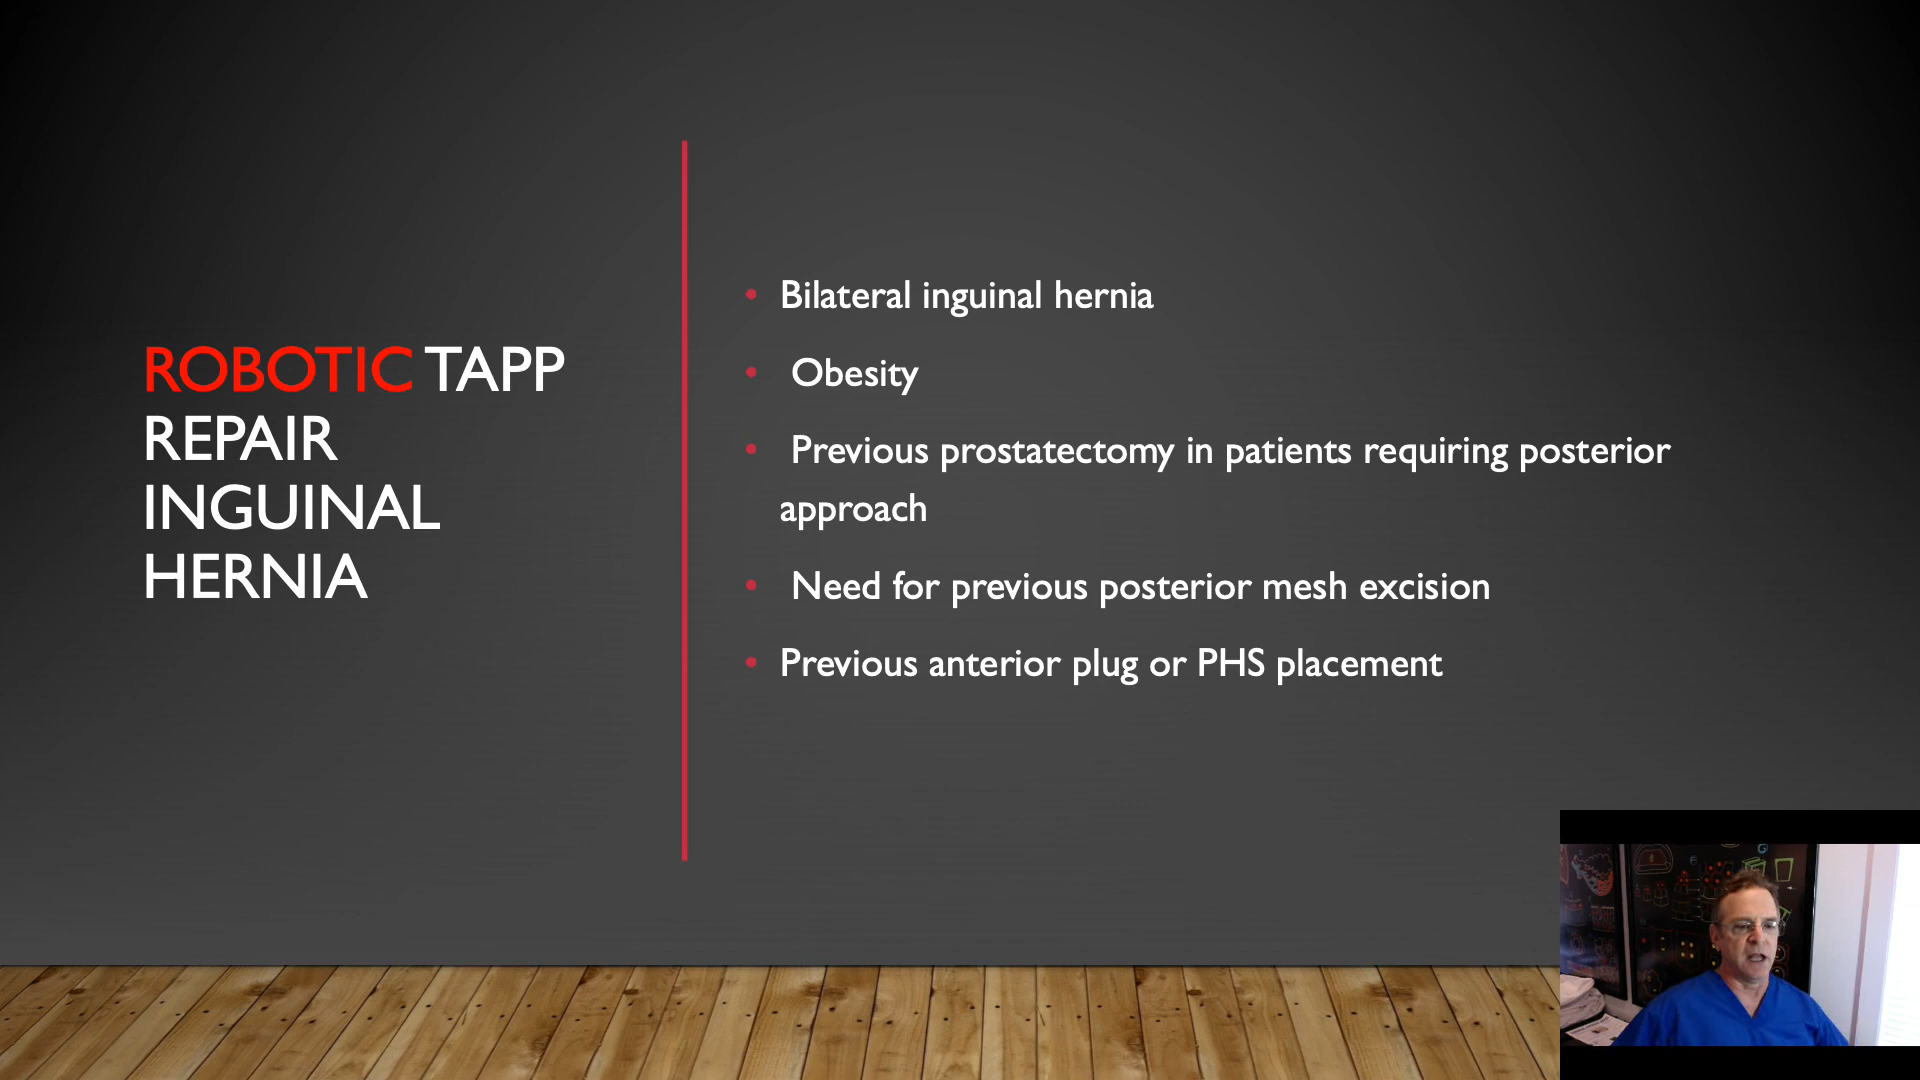 ROBOTIC TAPP
REPAIR
INGUINAL
HERNIA
• Bilateral inguinal hernia
• Obesity
• Previous prostatectomy in patients requiring posterior
approach
• Need for previous posterior mesh excision
• Previous anterior plug or PHS placement